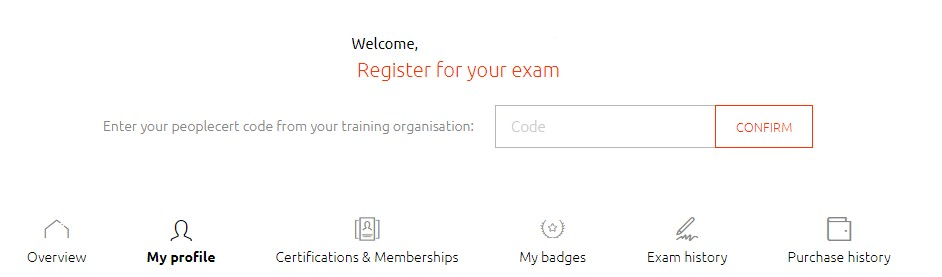 Welcome,
Register for your exam
Enter your peoplecert code from your training organisation:
Code
CONFIRM
Overview
My profile
Certifications & Memberships
My badges
Exam history
Purchase history